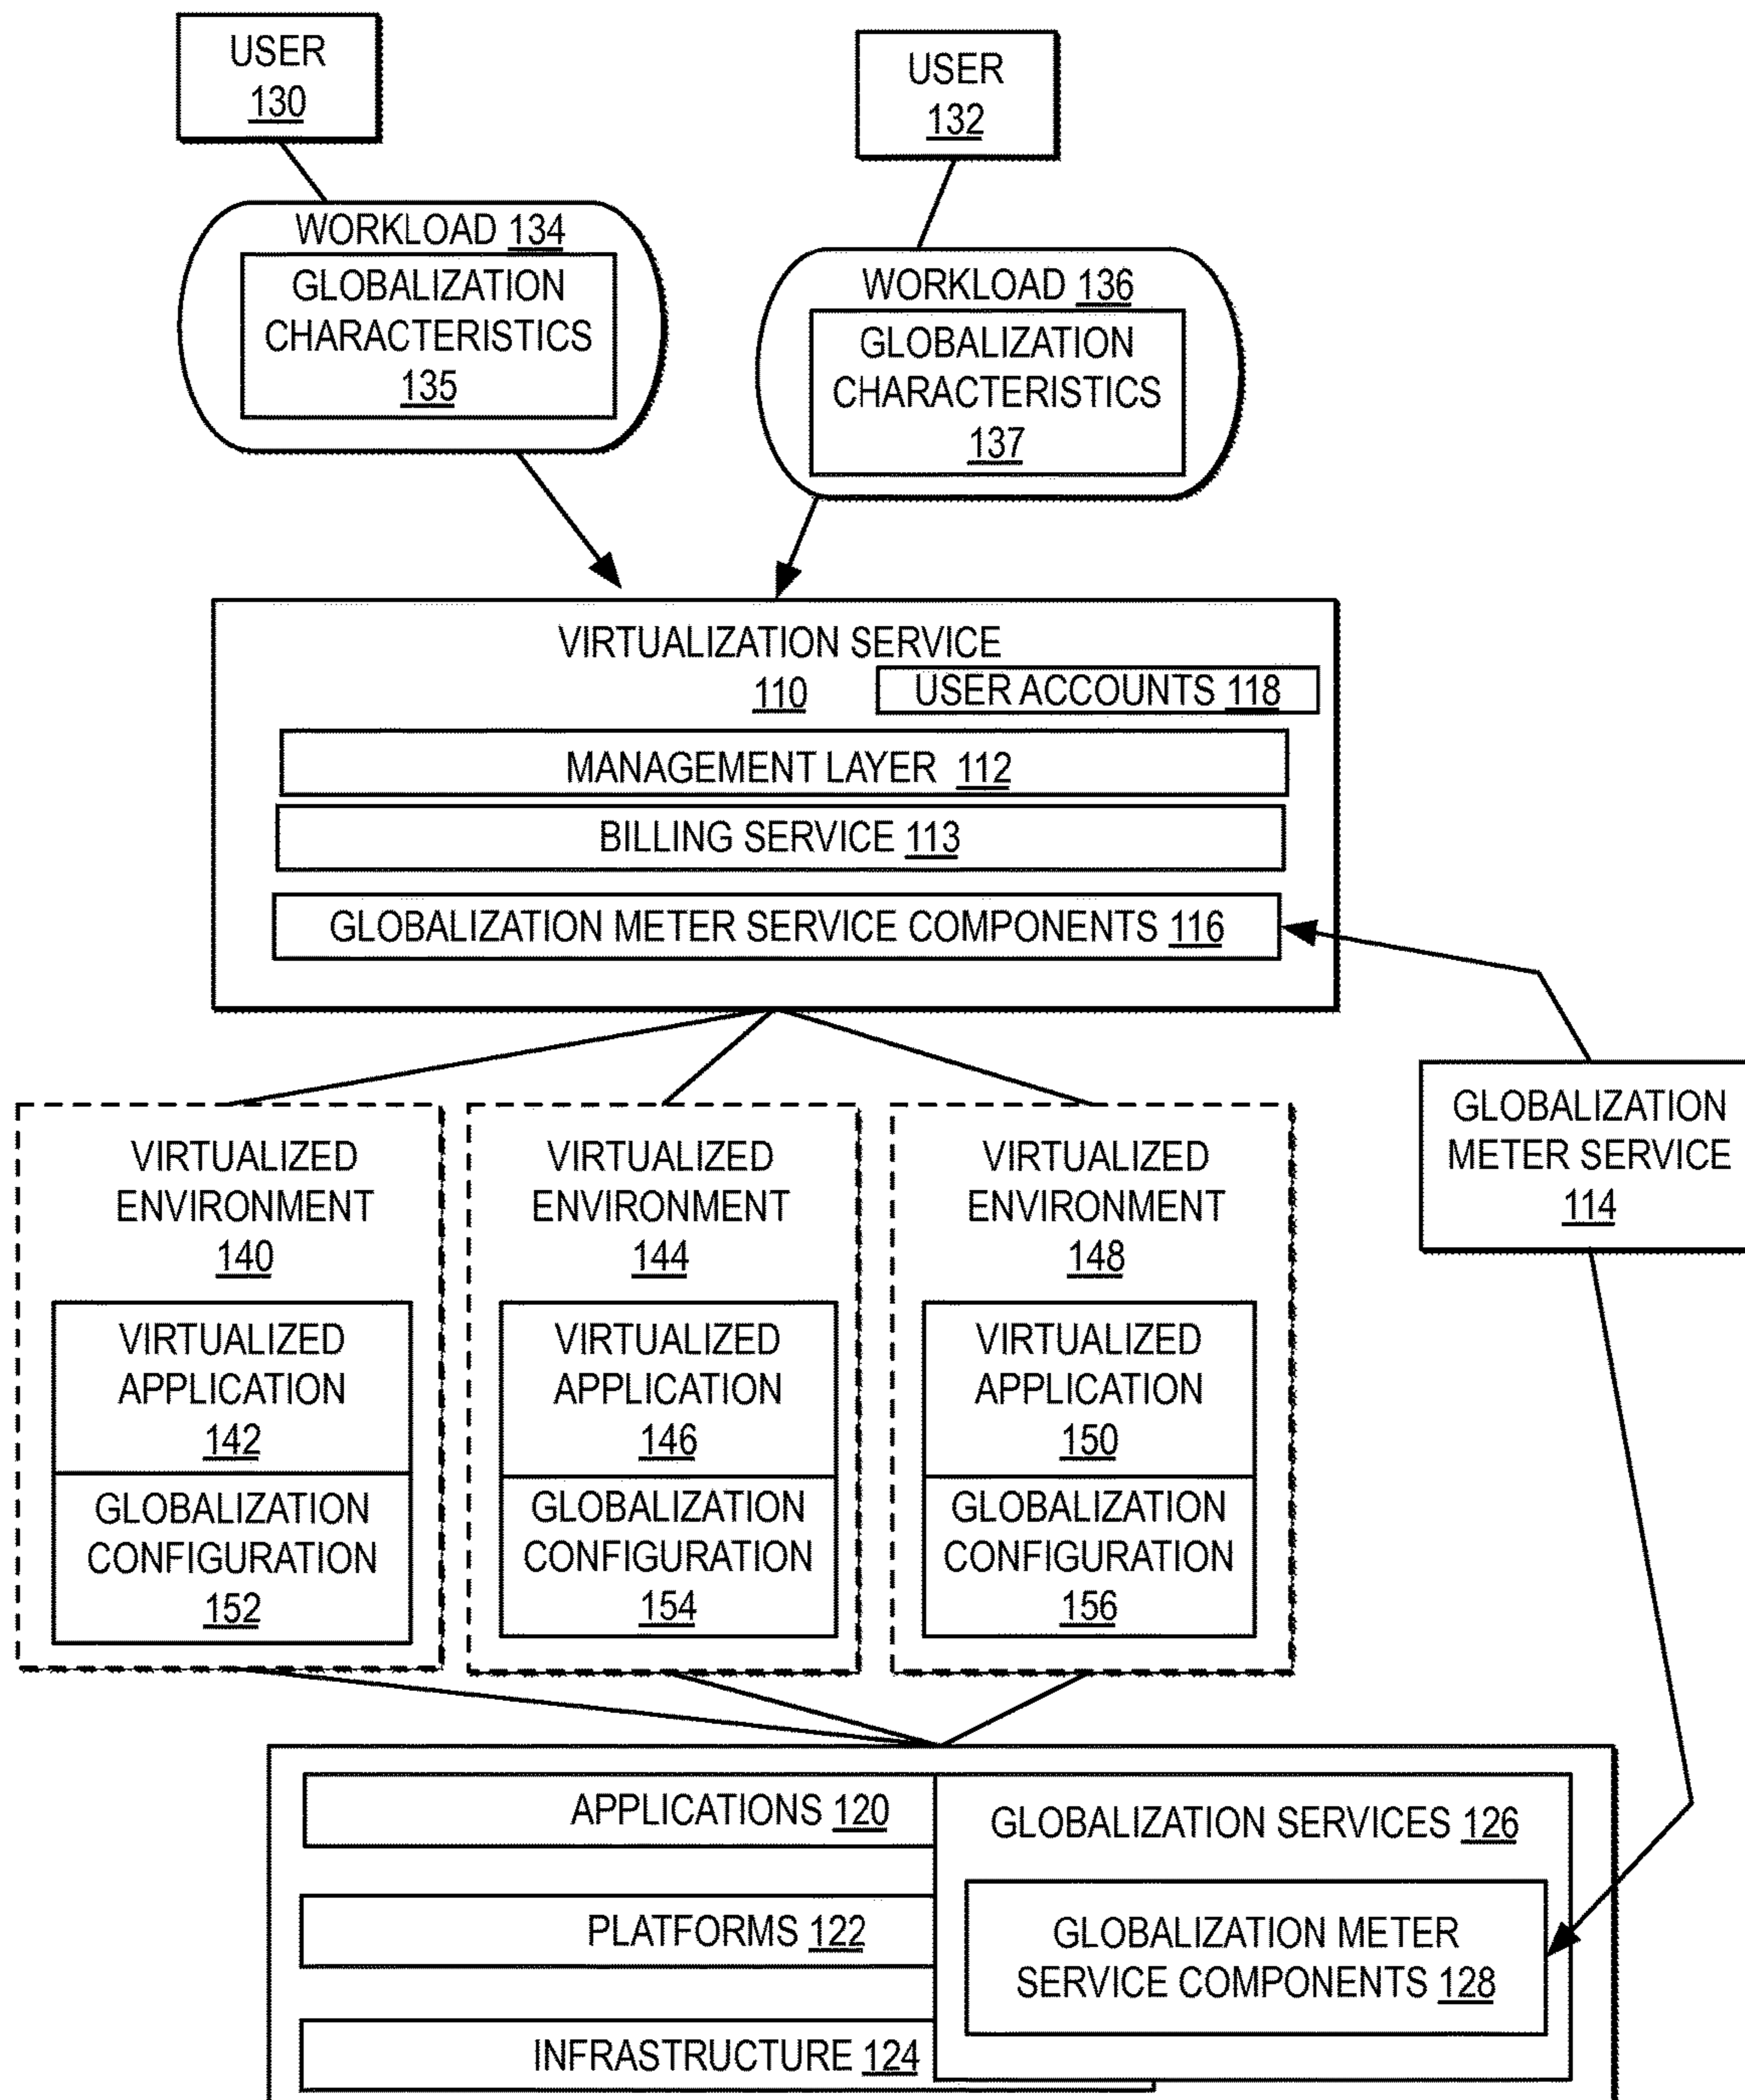 USER
130
USER
132
WORKLOAD 134
GLOBALIZATION
CHARACTERISTICS
135
WORKLOAD 136
GLOBALIZATION
CHARACTERISTICS
137
VIRTUALIZATION SERVICE
110
USER ACCOUNTS 118
MANAGEMENT LAYER 112
BILLING SERVICE 113
GLOBALIZATION METER SERVICE COMPONENTS 116
GLOBALIZATION
METER SERVICE
114
VIRTUALIZED
ENVIRONMENT
140
VIRTUALIZED
APPLICATION
142
GLOBALIZATION
CONFIGURATION
152
VIRTUALIZED
ENVIRONMENT
144
VIRTUALIZED
APPLICATION
146
GLOBALIZATION
CONFIGURATION
154
VIRTUALIZED
ENVIRONMENT
148
VIRTUALIZED
APPLICATION
150
GLOBALIZATION
CONFIGURATION
156
APPLICATIONS 120
PLATFORMS 122
INFRASTRUCTURE 124
GLOBALIZATION SERVICES 126
GLOBALIZATION METER
SERVICE COMPONENTS 128